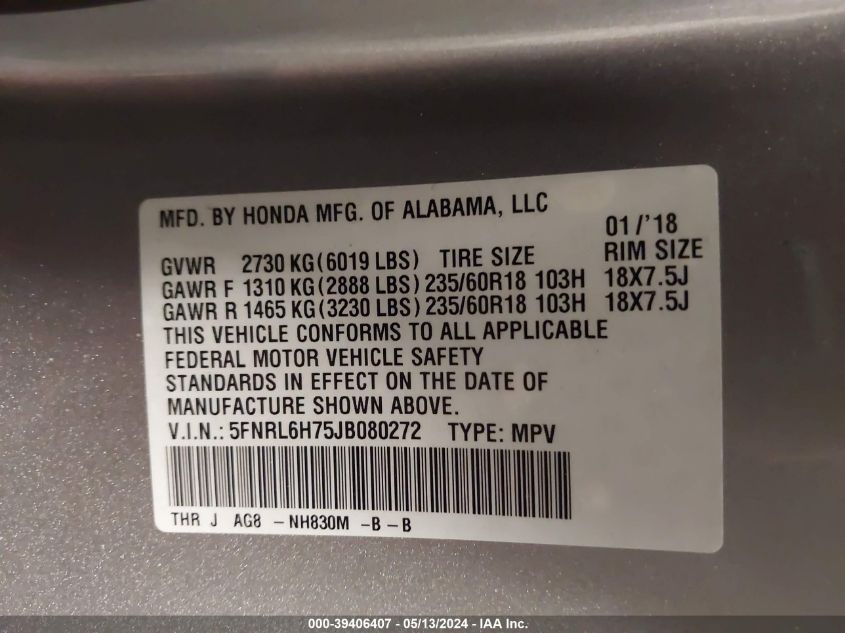 MFD. BY HONDA MFG. OF ALABAMA, LLC
01/'18
GVWR 2730 KG(6019 LBS) TIRE SIZE RIM SIZE
GAWR F 1310 KG(2888 LBS) 235/60R18 103H 18X7.5J
GAWR R 1465 KG(3230 LBS) 235/60R18 103H 18X7.5J
THIS VEHICLE CONFORMS TO ALL APPLICABLE
FEDERAL MOTOR VEHICLE SAFETY
STANDARDS IN EFFECT ON THE DATE OF
MANUFACTURE SHOWN ABOVE.
V.I.N.: 5FNRL6H75JB080272 TYPE: MPV
THR J AG8 - NH830M -B - B
000-39406407 - 05/13/2024 - IAA Inc.